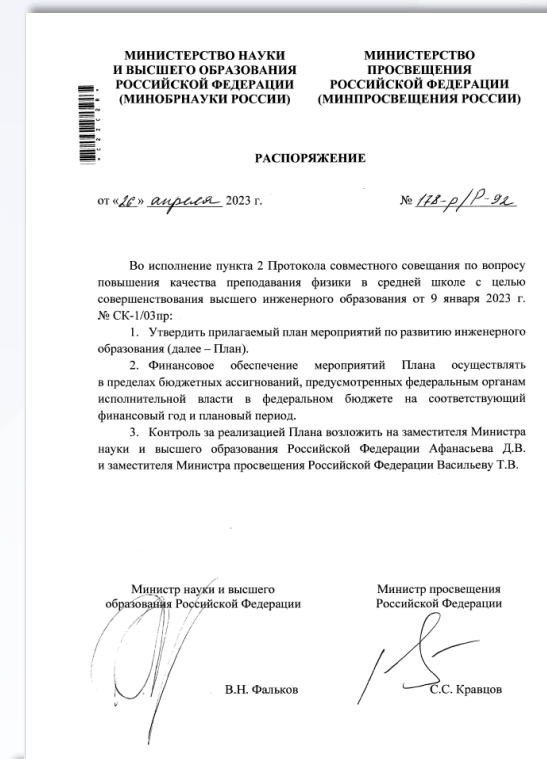 МИНИСТЕРСТВО НАУКИ
И ВЫСШЕГО ОБРАЗОВАНИЯ
РОССИЙСКОЙ ФЕДЕРАЦИИ
(МИНОБРНАУКИ РОССИИ)
МИНИСТЕРСТВО
ПРОСВЕЩЕНИЯ
РОССИЙСКОЙ ФЕДЕРАЦИИ
(МИНПРОСВЕЩЕНИЯ РОССИИ)
РАСПОРЯЖЕНИЕ
от «26» апреля 2023 г.
№ 178-р/Р-92
Во исполнение пункта 2 Протокола совместного совещания по вопросу
повышения качества преподавания физики в средней школе с целью
совершенствования высшего инженерного образования от 9 января 2023 г.
№ СК-1/03пр:
1. Утвердить прилагаемый план мероприятий по развитию инженерного
образования (далее – План).
2. Финансовое обеспечение мероприятий Плана осуществлять
в пределах бюджетных ассигнований, предусмотренных федеральным органам
исполнительной власти в федеральном бюджете на соответствующий
финансовый год и плановый период.
3. Контроль за реализацией Плана возложить на заместителя Министра
науки и высшего образования Российской Федерации Афанасьева Д.В.
и заместителя Министра просвещения Российской Федерации Васильеву Т.В.
Министр науки и высшего
образования Российской Федерации
В.Н. Фальков
Министр просвещения
Российской Федерации
С.С. Кравцов